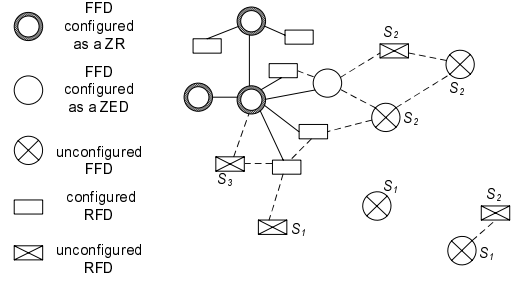 FFD
configured
as a ZR
FFD
configured
as a ZED
unconfigured
FFD
configured
RFD
unconfigured
RFD
S2
S2
S2
S3
S1
S1
S2
S1